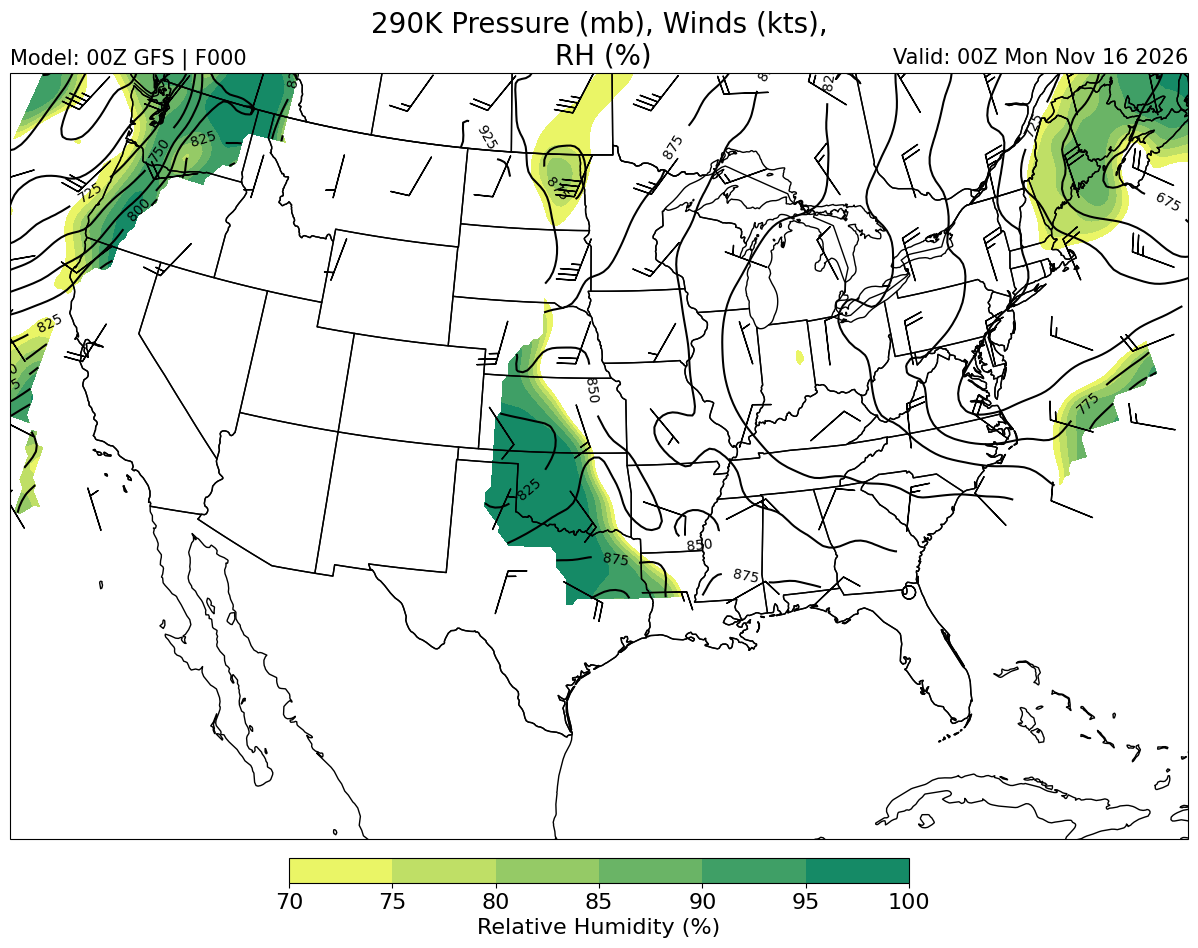 290K Pressure (mb), Winds (kts),
RH (%)
Model: 00Z GFS | F000
Valid: 00Z Mon Nov 16 2026
825
750
725
800
825
925
875
725
675
850
775
825
850
875
875
70 75 80 85 90 95 100
Relative Humidity (%)